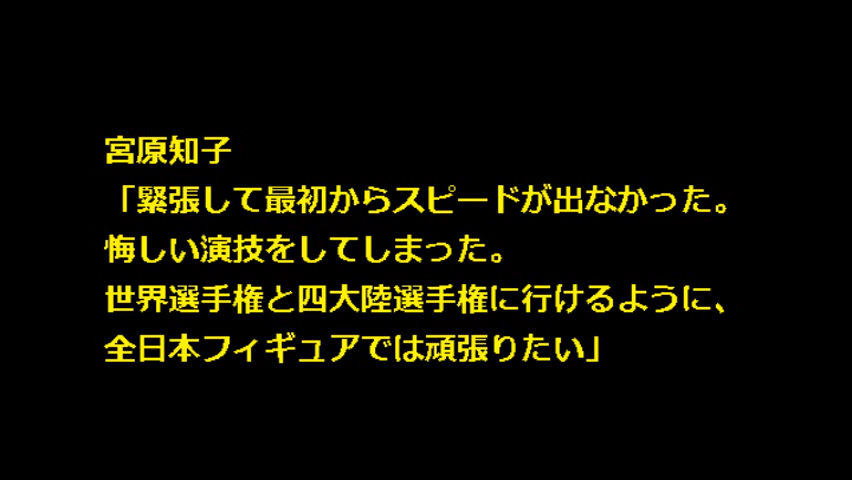 宮原知子
「緊張して最初からスピードが出なかった。
悔しい演技をしてしまった。
世界選手権と四大陸選手権に行けるように、
全日本フィギュアでは頑張りたい」